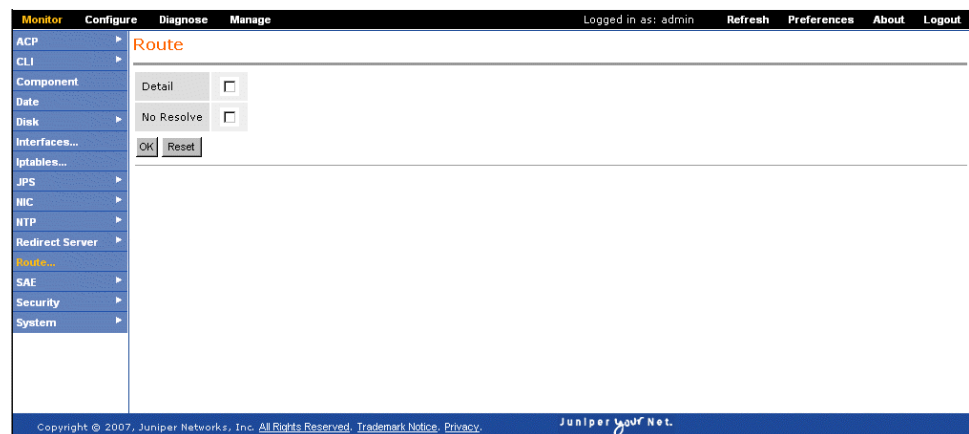 Monitor Configure Diagnose Manage Logged in as: admin Refresh Preferences About Logout
ACP
CLI
Component
Date
Disk
Interfaces...
Iptables...
JPS
NIC
NTP
Redirect Server
Route...
SAE
Security
System
Route
Detail
No Resolve
OK Reset
Copyright © 2007, Juniper Networks, Inc. All Rights Reserved. Trademark Notice. Privacy.
Juniper your Net.